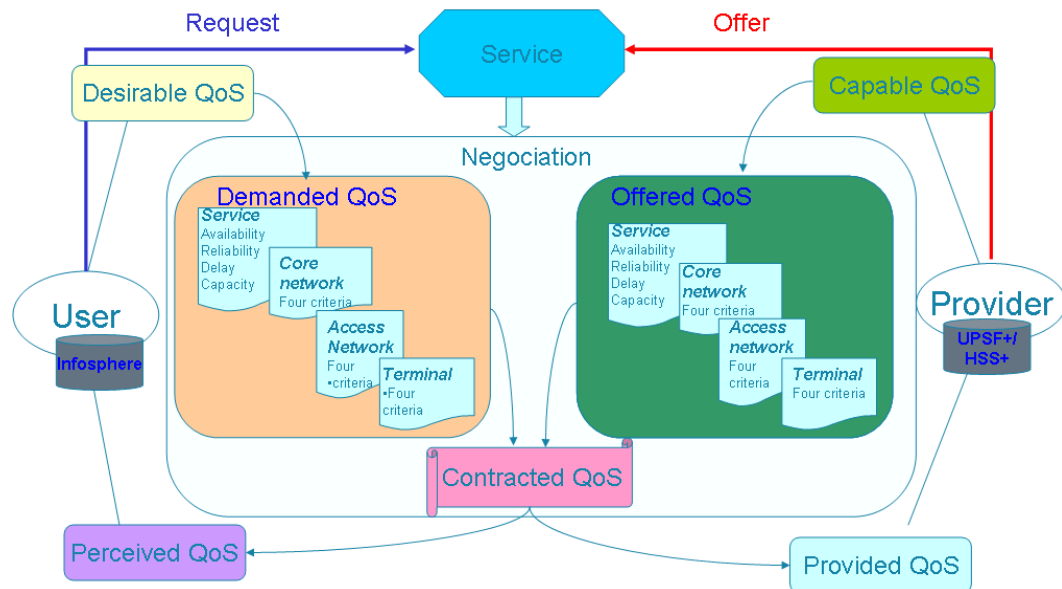 Request
Offer
Service
Desirable QoS
Capable QoS
Negociation
Demanded QoS
Service
Availability
Reliability
Delay
Capacity
Core
network
Four criteria
Access
Network
Four
•criteria
Terminal
•Four
criteria
Offered QoS
Service
Availability
Reliability
Delay
Capacity
Core
network
Four criteria
Access
network
Four
criteria
Terminal
Four criteria
User
Infosphere
Provider
UPSF+/
HSS+
Contracted QoS
Perceived QoS
Provided QoS